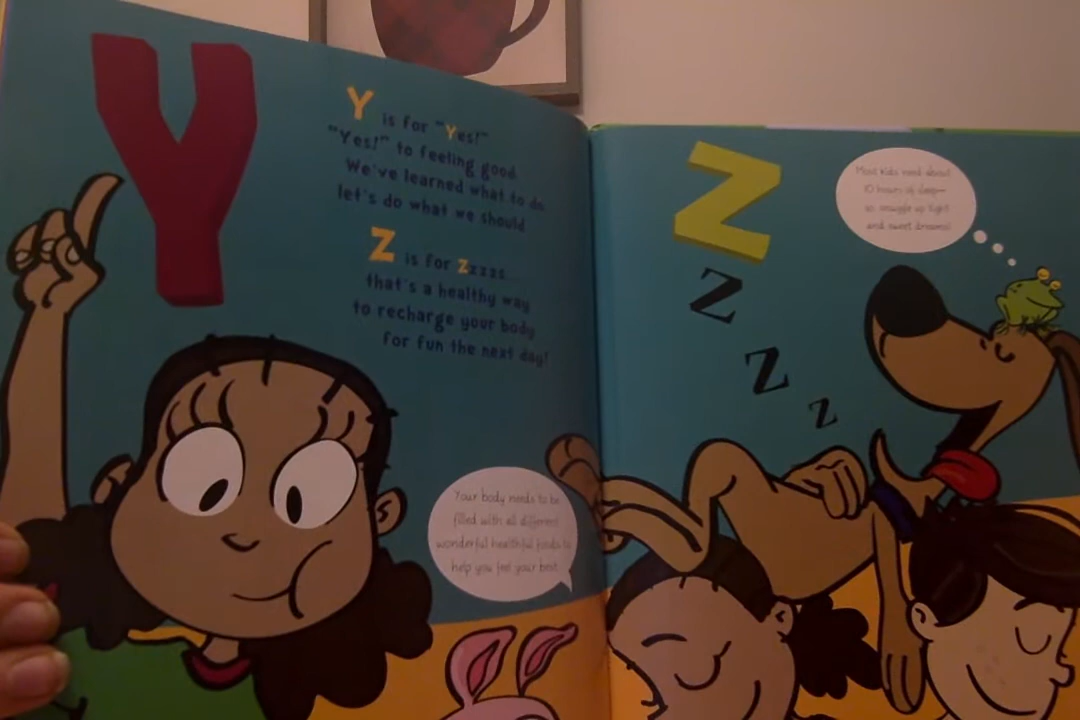 Y
Y is for "Yes!"
"Yes!" to feeling good.
We've learned what to do,
let's do what we should.
Z is for Zzzzs...
that's a healthy way
to recharge your body
for fun the next day!
Your body needs to be
filled with all different
wonderful healthful foods to
help you feel your best.
Z
Z
Z
Z
Most kids need about
10 hours of sleep—
so snuggle up tight
and sweet dreams!